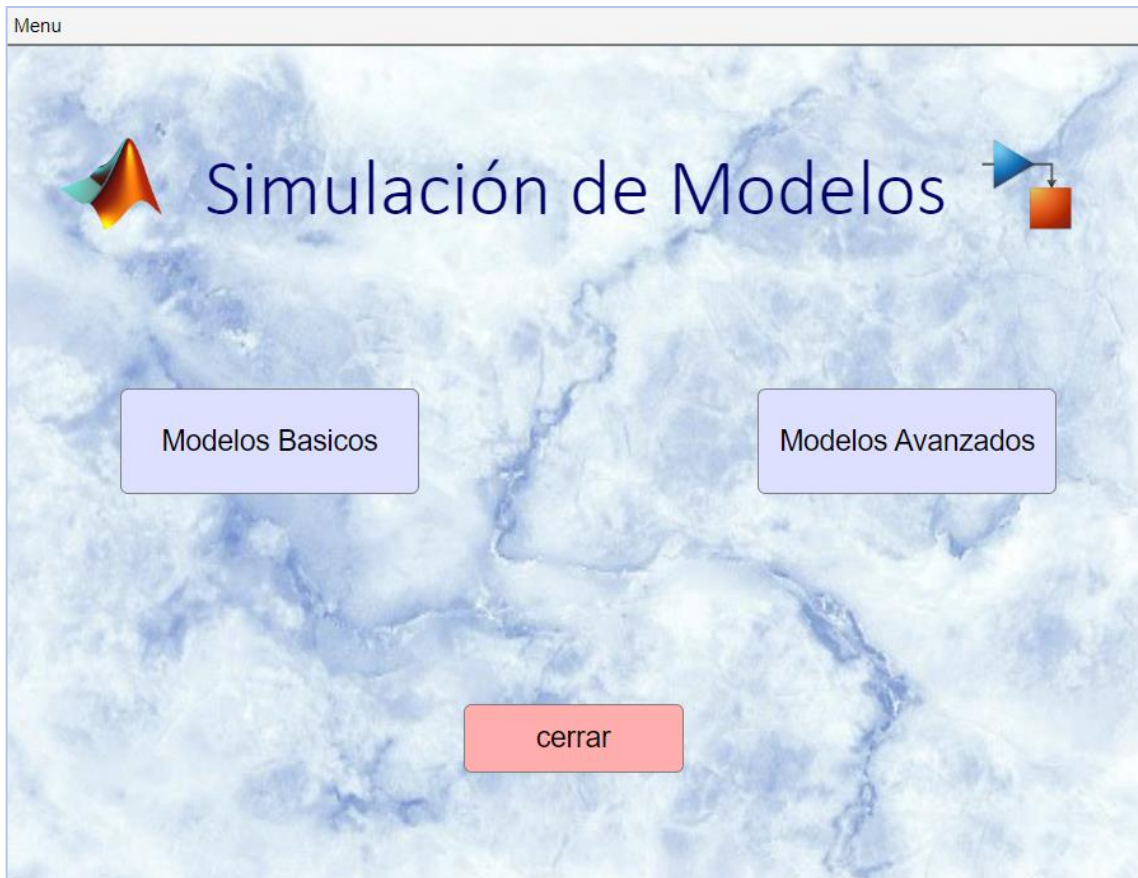 Menu
Simulación de Modelos
Modelos Basicos
Modelos Avanzados
cerrar